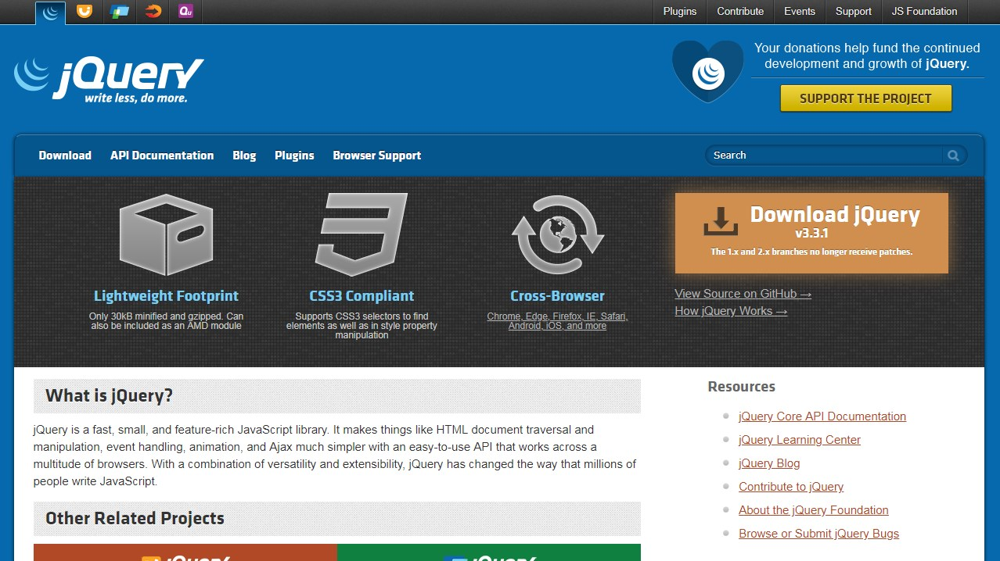 Qu
Plugins Contribute Events Support JS Foundation
jQuery
write less, do more.
Your donations help fund the continued
development and growth of jQuery.
SUPPORT THE PROJECT
Download API Documentation Blog Plugins Browser Support
Search
Lightweight Footprint
Only 30kB minified and gzipped. Can
also be included as an AMD module
CSS3 Compliant
Supports CSS3 selectors to find
elements as well as in style property
manipulation
Cross-Browser
Chrome, Edge, Firefox, IE, Safari,
Android, iOS, and more
Download jQuery
v3.3.1
The 1.x and 2.x branches no longer receive patches.
View Source on GitHub →
How jQuery Works →
What is jQuery?
jQuery is a fast, small, and feature-rich JavaScript library. It makes things like HTML document traversal and
manipulation, event handling, animation, and Ajax much simpler with an easy-to-use API that works across a
multitude of browsers. With a combination of versatility and extensibility, jQuery has changed the way that millions of
people write JavaScript.
Other Related Projects
jQuery
jQuery
Resources
jQuery Core API Documentation
jQuery Learning Center
jQuery Blog
Contribute to jQuery
About the jQuery Foundation
Browse or Submit jQuery Bugs